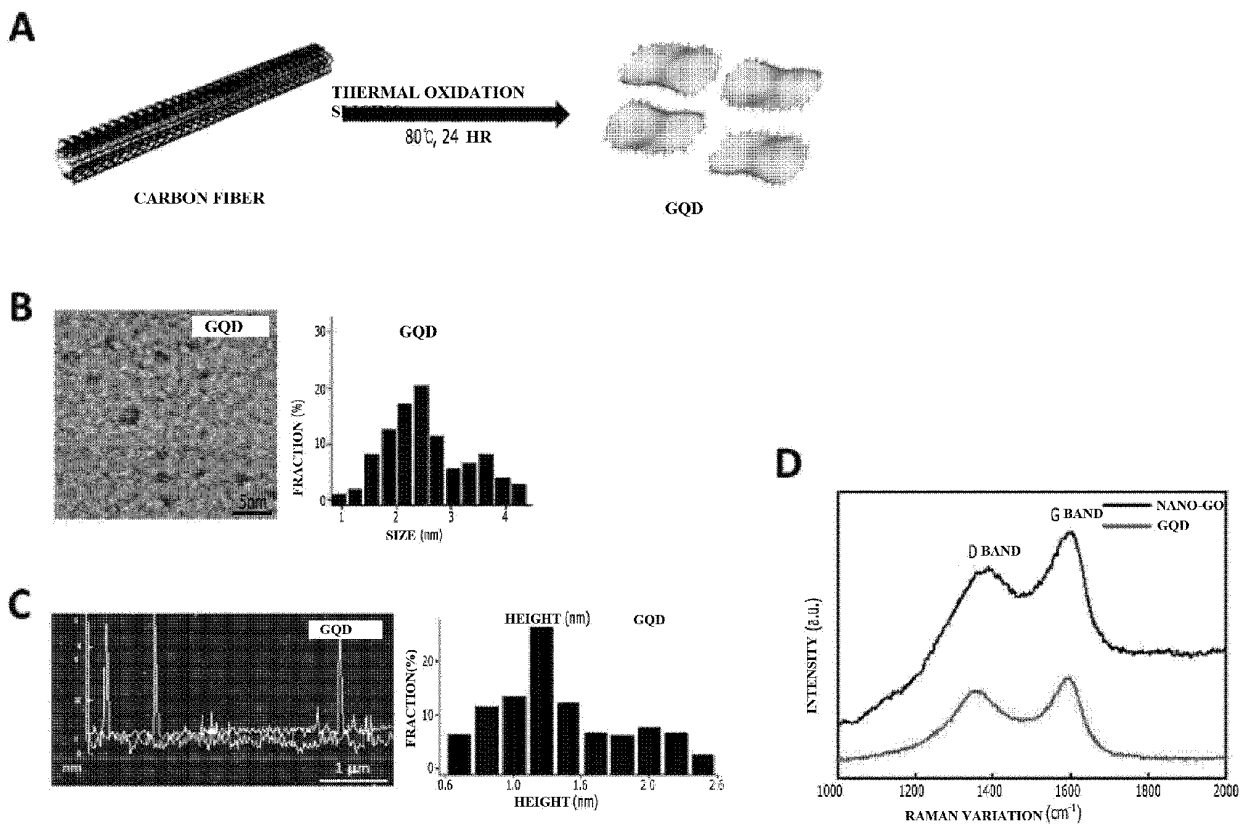 A
THERMAL OXIDATION
80℃, 24 HR
CARBON FIBER
GQD
B
GQD
5nm
GQD
FRACTION (%)
30
20
10
0
1 2 3 4
SIZE (nm)
C
GQD
nm
1 μm
HEIGHT (nm) GQD
FRACTION(%)
20
10
0
0.6 1.0 1.6 2.0 2.6
HEIGHT (nm)
D
NANO-GO
GQD
G BAND
D BAND
INTENSITY (a.u.)
1000 1200 1400 1600 1800 2000
RAMAN VARIATION (cm⁻¹)